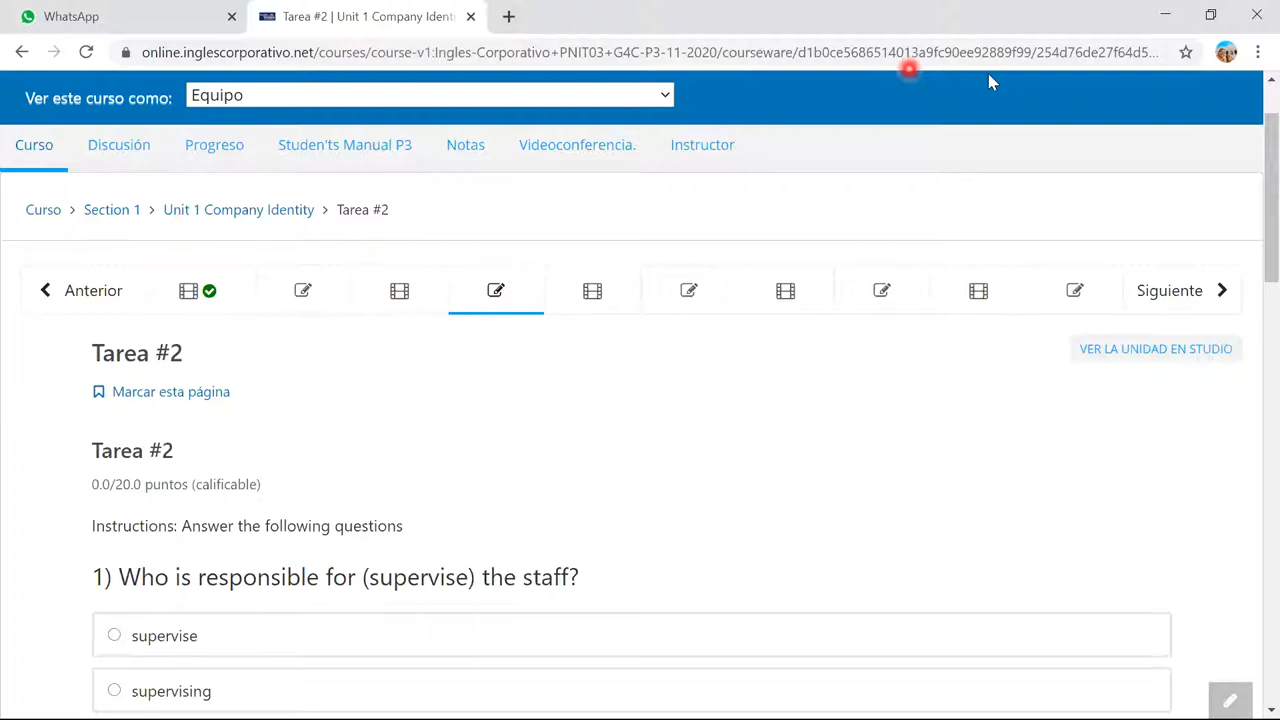 WhatsApp
Tarea #2 | Unit 1 Company Identi
online.inglescorporativo.net/courses/course-v1:Ingles-Corporativo+PNIT03+G4C-P3-11-2020/courseware/d1b0ce5686514013a9fc90ee92889f99/254d76de27f64d5...
Ver este curso como: Equipo
Curso Discusión Progreso Studen'ts Manual P3 Notas Videoconferencia. Instructor
Curso > Section 1 > Unit 1 Company Identity > Tarea #2
Anterior Siguiente
Tarea #2
VER LA UNIDAD EN STUDIO
Marcar esta página
Tarea #2
0.0/20.0 puntos (calificable)
Instructions: Answer the following questions
1) Who is responsible for (supervise) the staff?
supervise
supervising